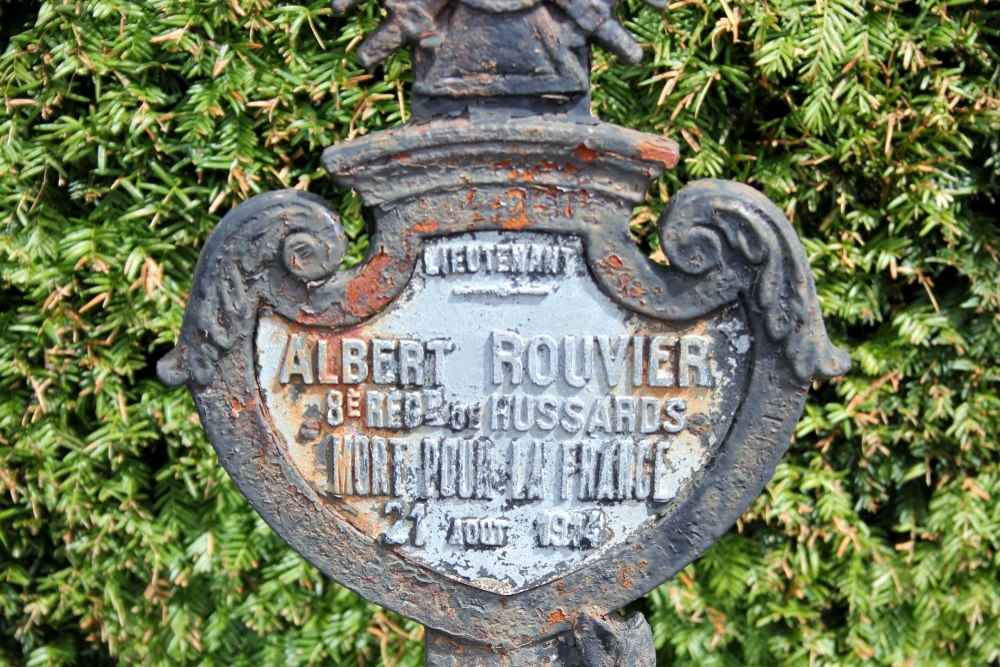 LIEUTENANT
ALBERT ROUVIER
8E REGT DE HUSSARDS
MORT POUR LA FRANCE
21 AOUT 1914